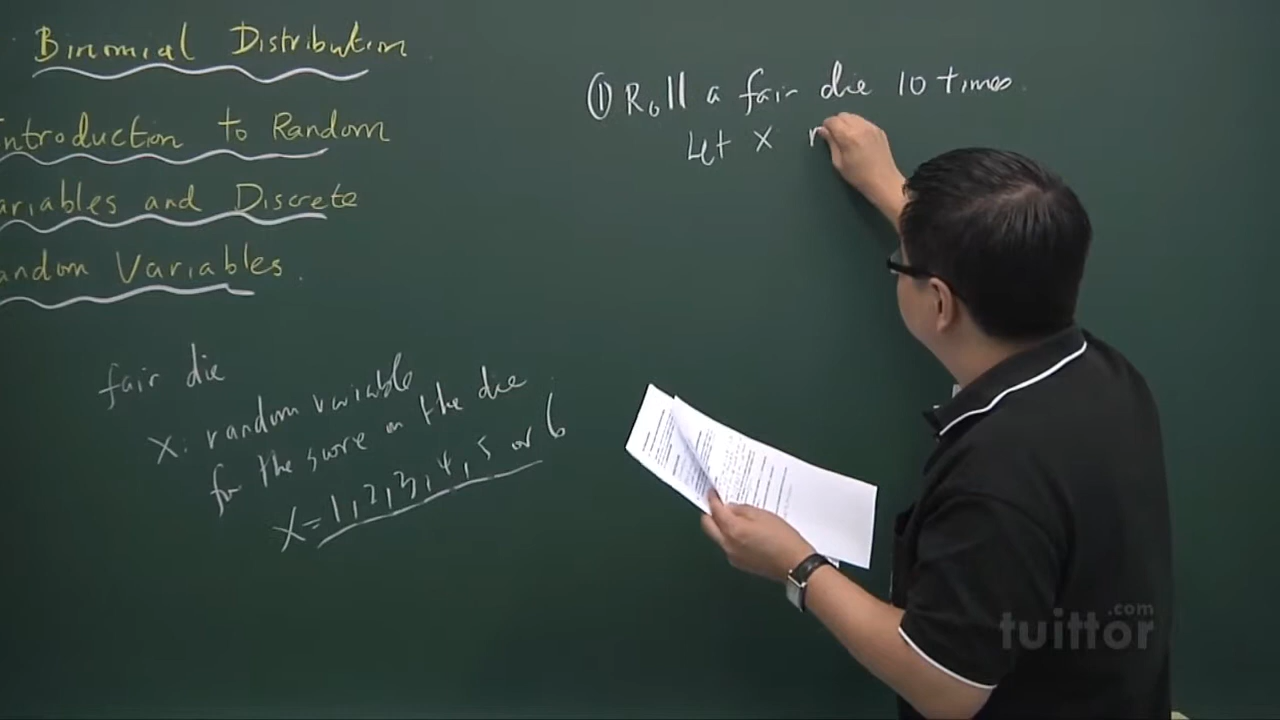 Binomial Distribution
Introduction to Random
ariables and Discrete
andom Variables.
fair die
X: random variable
for the score on the die
X = 1, 2, 3, 4, 5 or 6
① Roll a fair die 10 times.
Let X r
tuittor.com